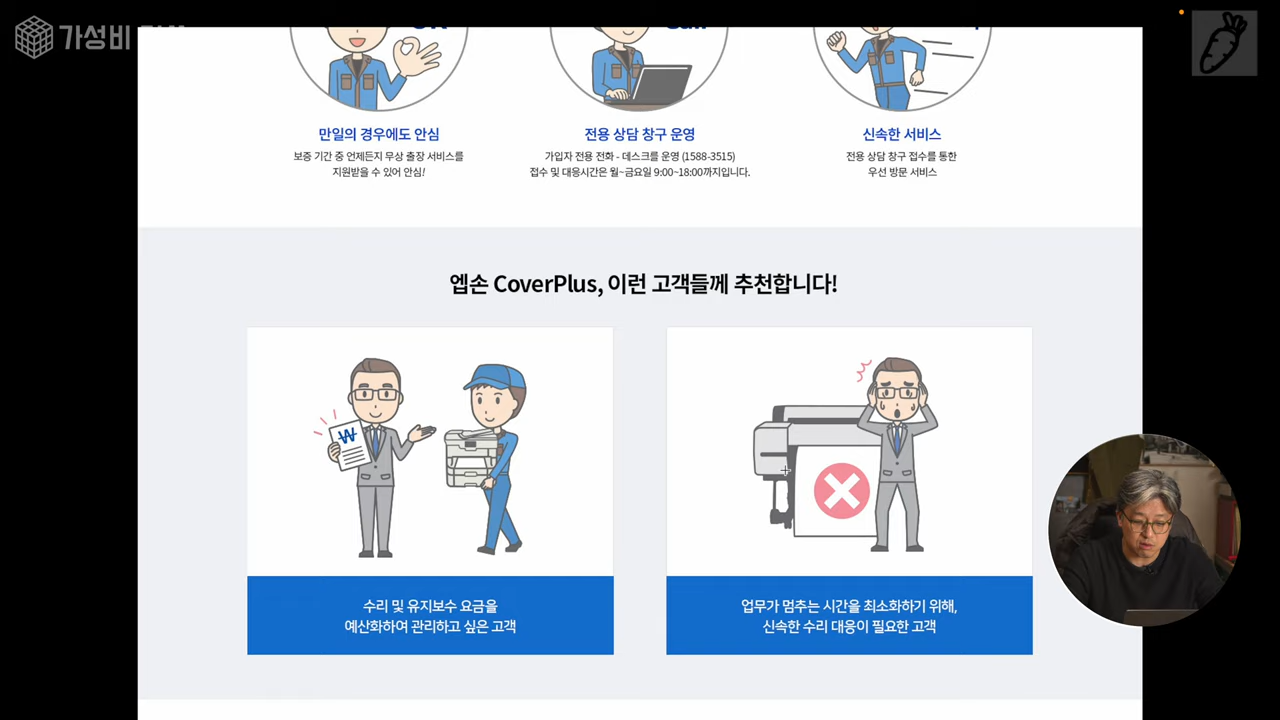 가성비
만일의 경우에도 안심
보증 기간 중 언제든지 무상 출장 서비스를
지원받을 수 있어 안심!
전용 상담 창구 운영
가입자 전용 전화 - 데스크를 운영 (1588-3515)
접수 및 대응시간은 월~금요일 9:00~18:00까지입니다.
신속한 서비스
전용 상담 창구 접수를 통한
우선 방문 서비스
엡손 CoverPlus, 이런 고객들께 추천합니다!
₩
수리 및 유지보수 요금을
예산화하여 관리하고 싶은 고객
업무가 멈추는 시간을 최소화하기 위해,
신속한 수리 대응이 필요한 고객